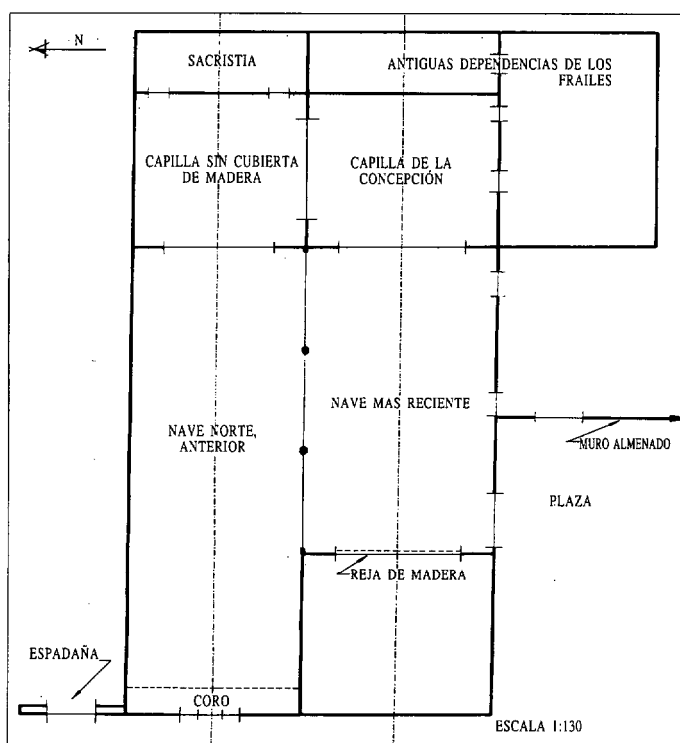 N
SACRISTIA
ANTIGUAS DEPENDENCIAS DE LOS
FRAILES
CAPILLA SIN CUBIERTA
DE MADERA
CAPILLA DE LA
CONCEPCIÓN
NAVE MAS RECIENTE
NAVE NORTE,
ANTERIOR
MURO ALMENADO
PLAZA
REJA DE MADERA
ESPADAÑA
CORO
ESCALA 1:130